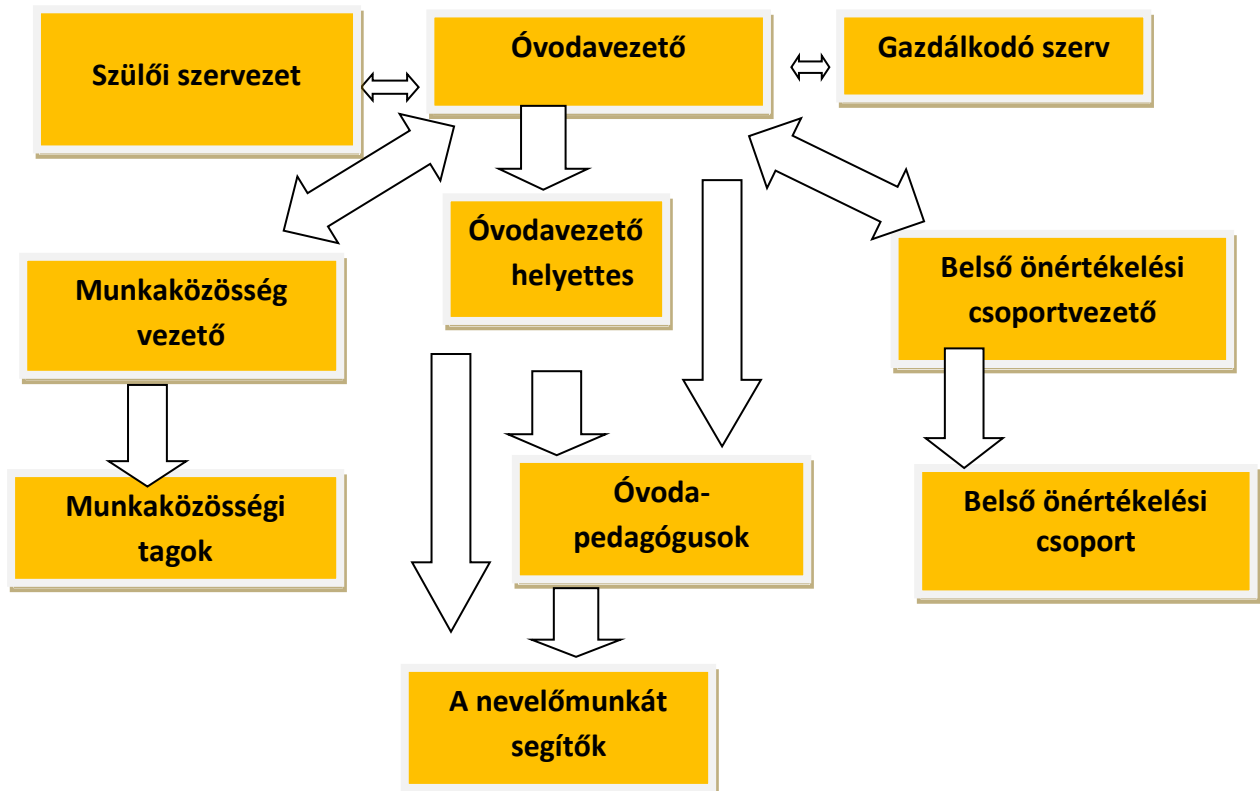 Szülői szervezet
Óvodavezető
Gazdálkodó szerv
Óvodavezető
helyettes
Munkaközösség
vezető
Belső önértékelési
csoportvezető
Munkaközösségi
tagok
Óvoda-
pedagógusok
Belső önértékelési
csoport
A nevelőmunkát
segítők